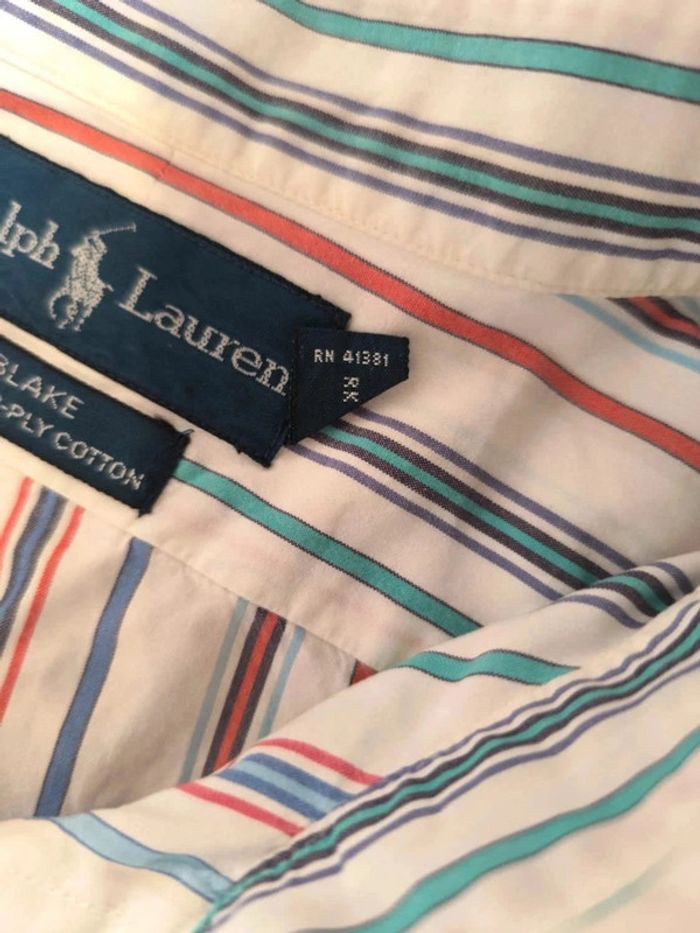 lph Lauren
RN 41381
RK
BLAKE
-PLY COTTON